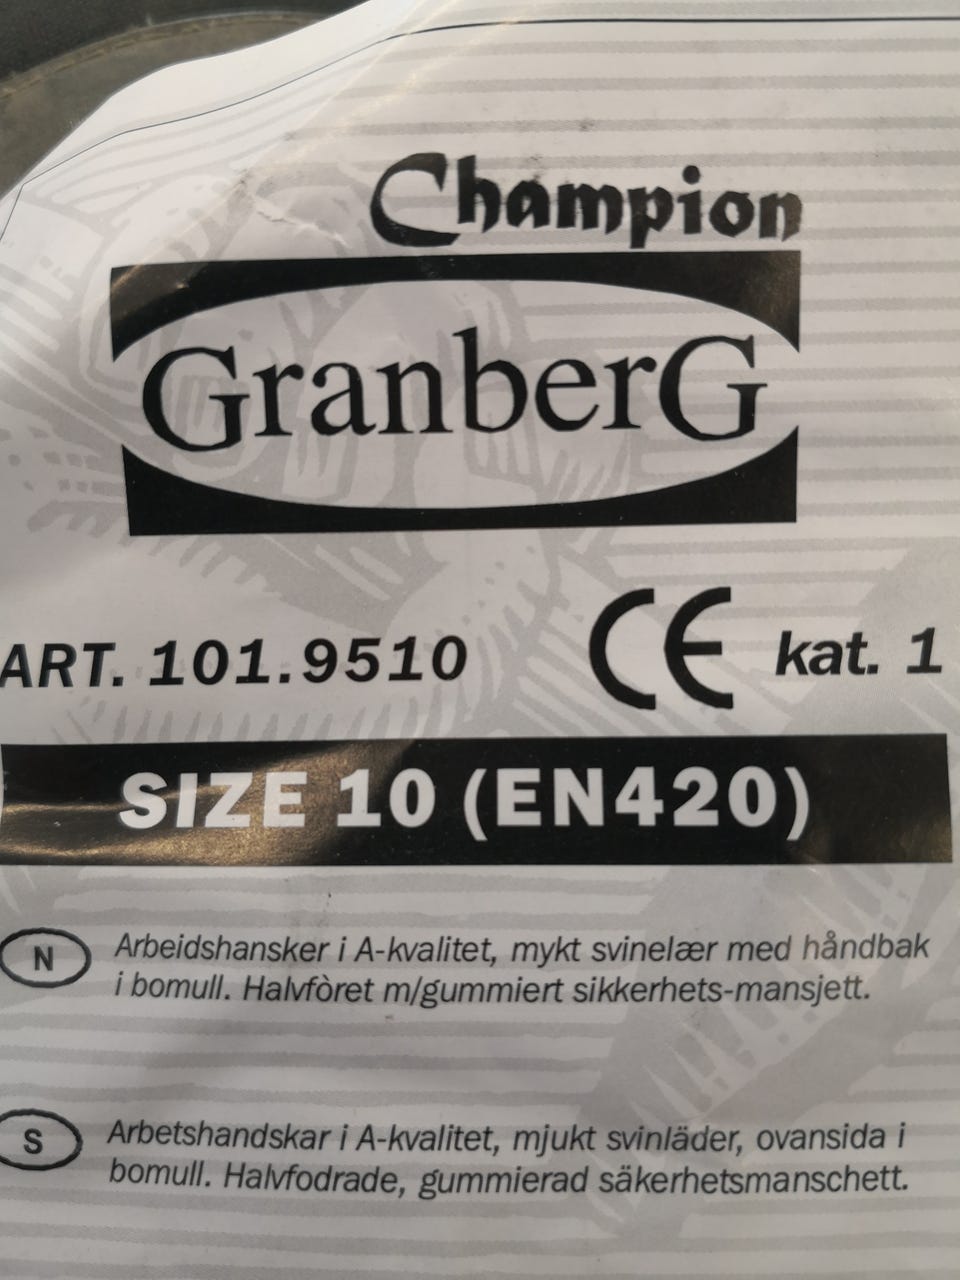 Champion
GranberG
ART. 101.9510
CE kat. 1
SIZE 10 (EN420)
N
Arbeidshansker i A-kvalitet, mykt svinelær med håndbak
i bomull. Halvfòret m/gummiert sikkerhets-mansjett.
S
Arbetshandskar i A-kvalitet, mjukt svinläder, ovansida i
bomull. Halvfodrade, gummierad säkerhetsmanschett.